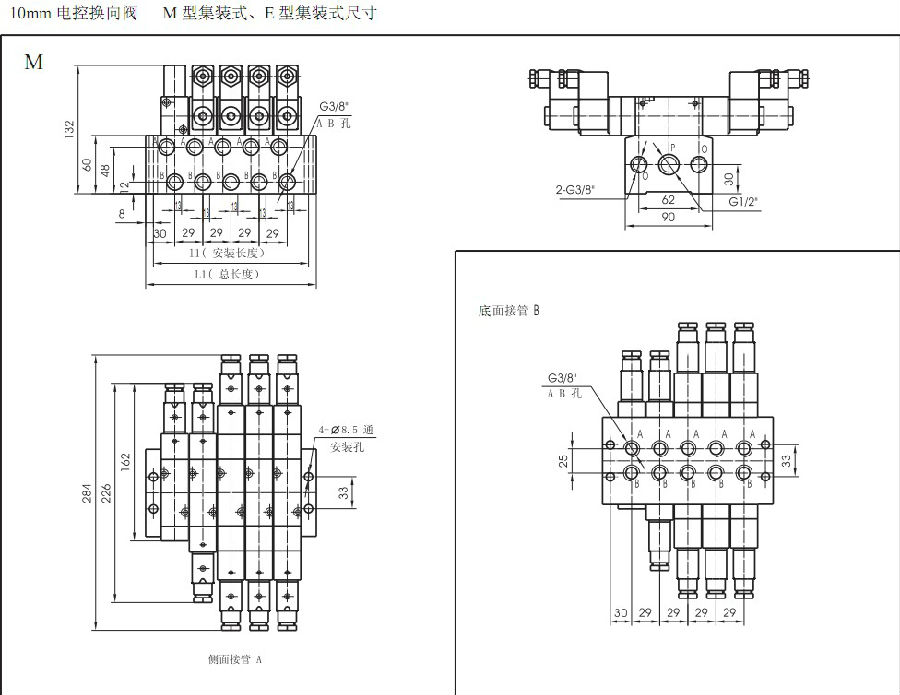 10mm 电控换向阀 M 型集装式、E 型集装式尺寸
M
132
60
48
12
8
G3/8"
A B 孔
A A A A
B B B B
13 13 13 13 13
30 29 29 29 29
L1( 安装长度)
L1( 总长度)
P
O
O
30
2-G3/8"
G1/2"
62
90
284
226
162
4-Ø8.5 通
安装孔
33
侧面接管 A
底面接管 B
G3/8'
A B 孔
A A A A A
B B B B
25
33
30 29 29 29 29